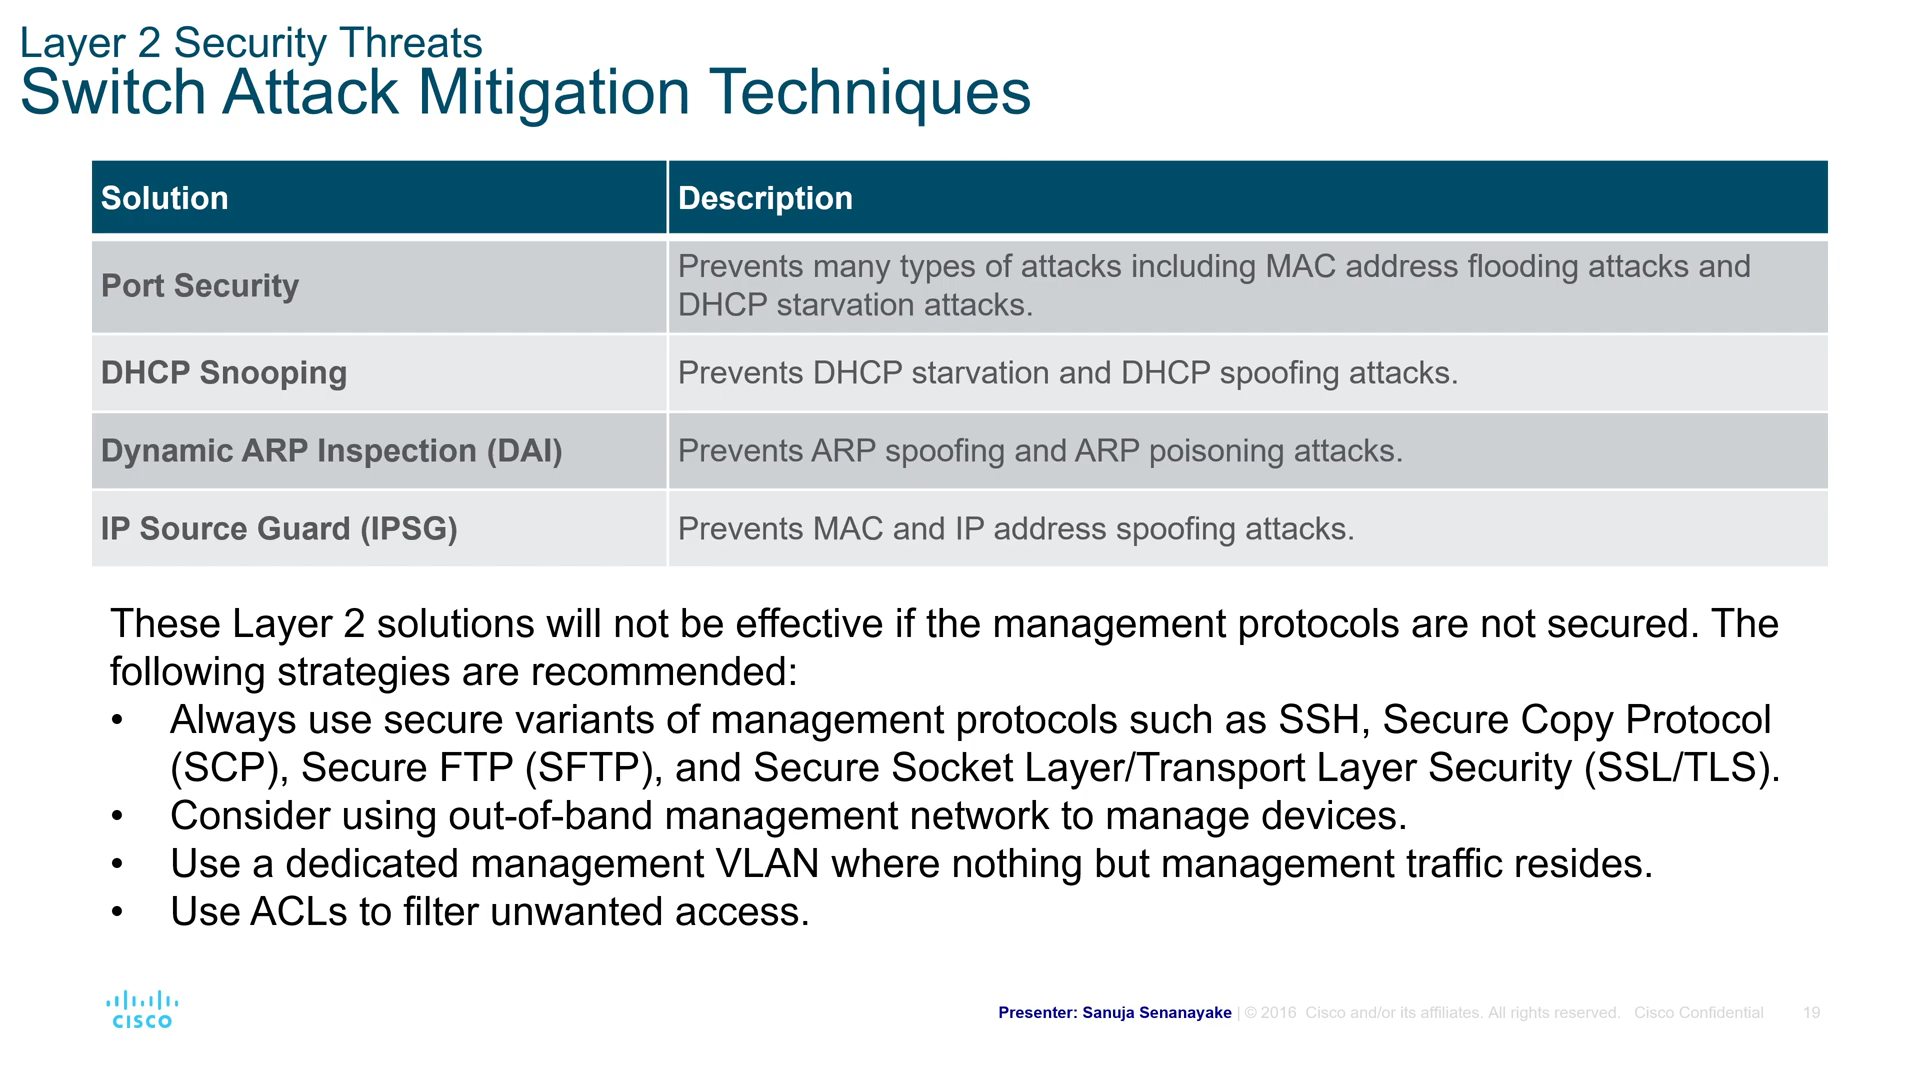 Layer 2 Security Threats
Switch Attack Mitigation Techniques
Solution
Description
Port Security
Prevents many types of attacks including MAC address flooding attacks and
DHCP starvation attacks.
DHCP Snooping
Prevents DHCP starvation and DHCP spoofing attacks.
Dynamic ARP Inspection (DAI)
Prevents ARP spoofing and ARP poisoning attacks.
IP Source Guard (IPSG)
Prevents MAC and IP address spoofing attacks.
These Layer 2 solutions will not be effective if the management protocols are not secured. The
following strategies are recommended:
• Always use secure variants of management protocols such as SSH, Secure Copy Protocol
(SCP), Secure FTP (SFTP), and Secure Socket Layer/Transport Layer Security (SSL/TLS).
• Consider using out-of-band management network to manage devices.
• Use a dedicated management VLAN where nothing but management traffic resides.
• Use ACLs to filter unwanted access.
CISCO
Presenter: Sanuja Senanayake | © 2016 Cisco and/or its affiliates. All rights reserved. Cisco Confidential 19